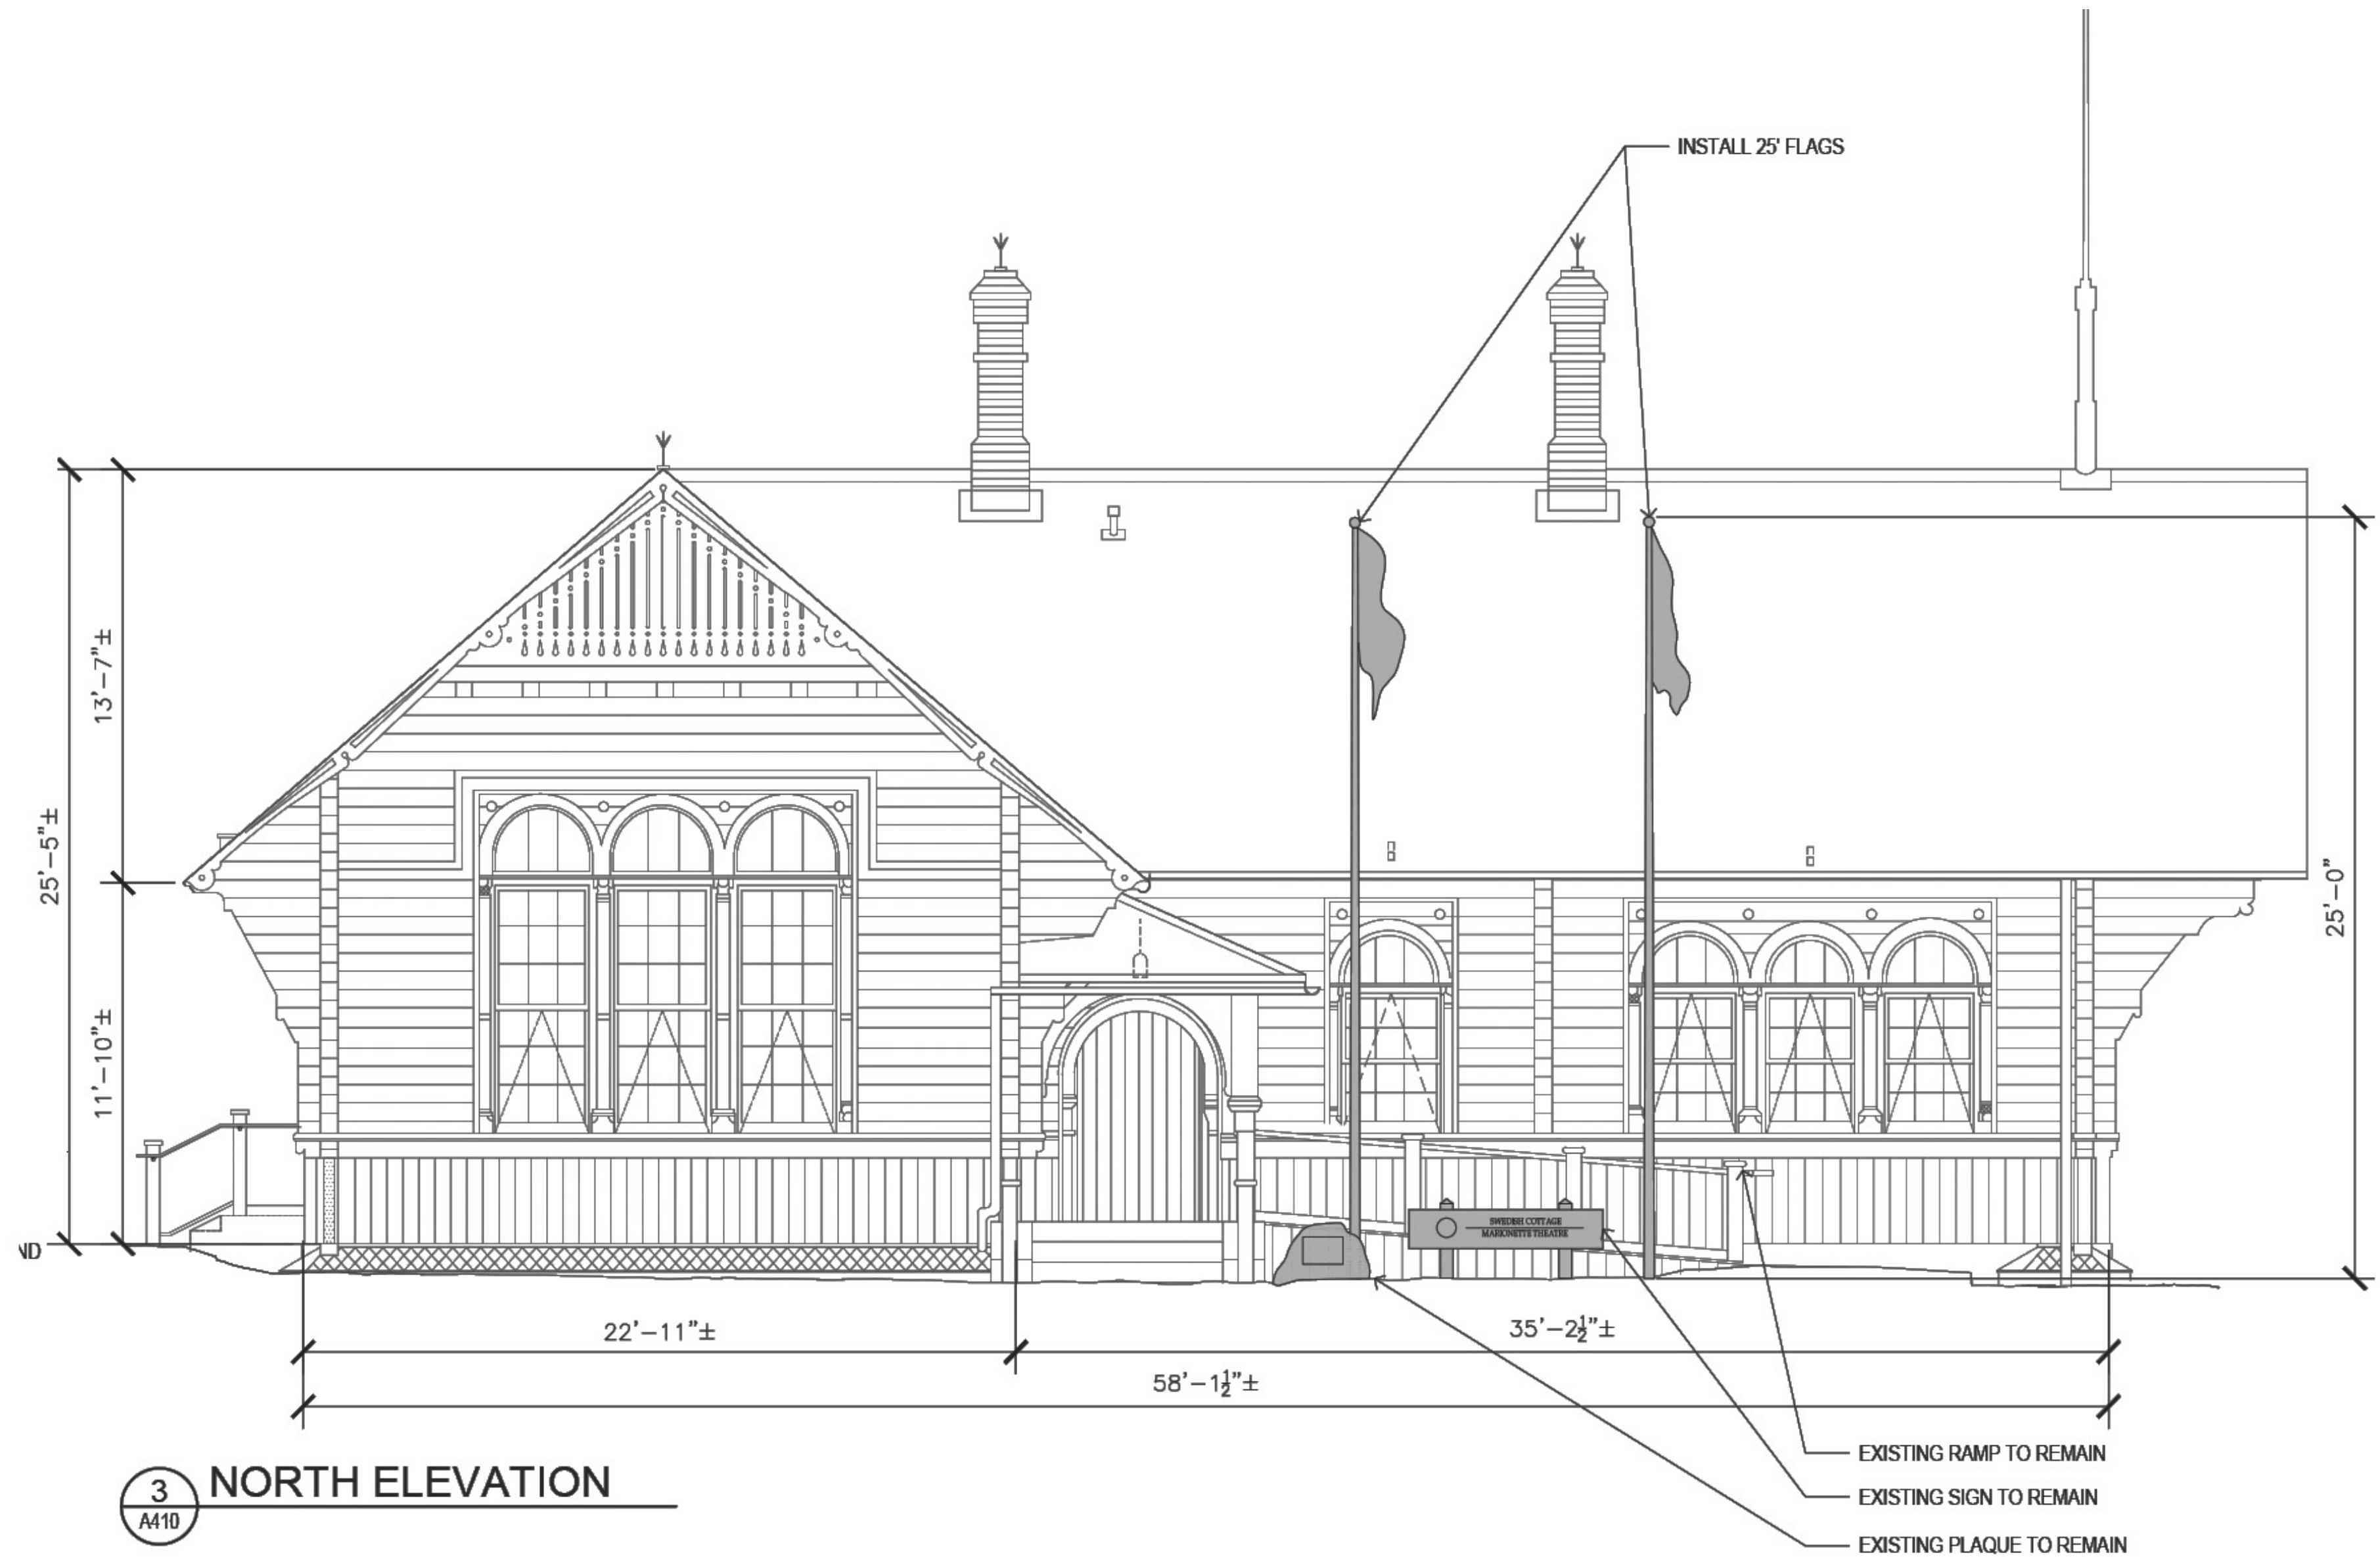 INSTALL 25' FLAGS
13'-7"±
25'-5"±
25'-0"
11'-10"±
SWEDISH COTTAGE
MARIONETTE THEATRE
ND
22'-11"±
35'-2½"±
58'-1½"±
EXISTING RAMP TO REMAIN
3
NORTH ELEVATION
A410
EXISTING SIGN TO REMAIN
EXISTING PLAQUE TO REMAIN